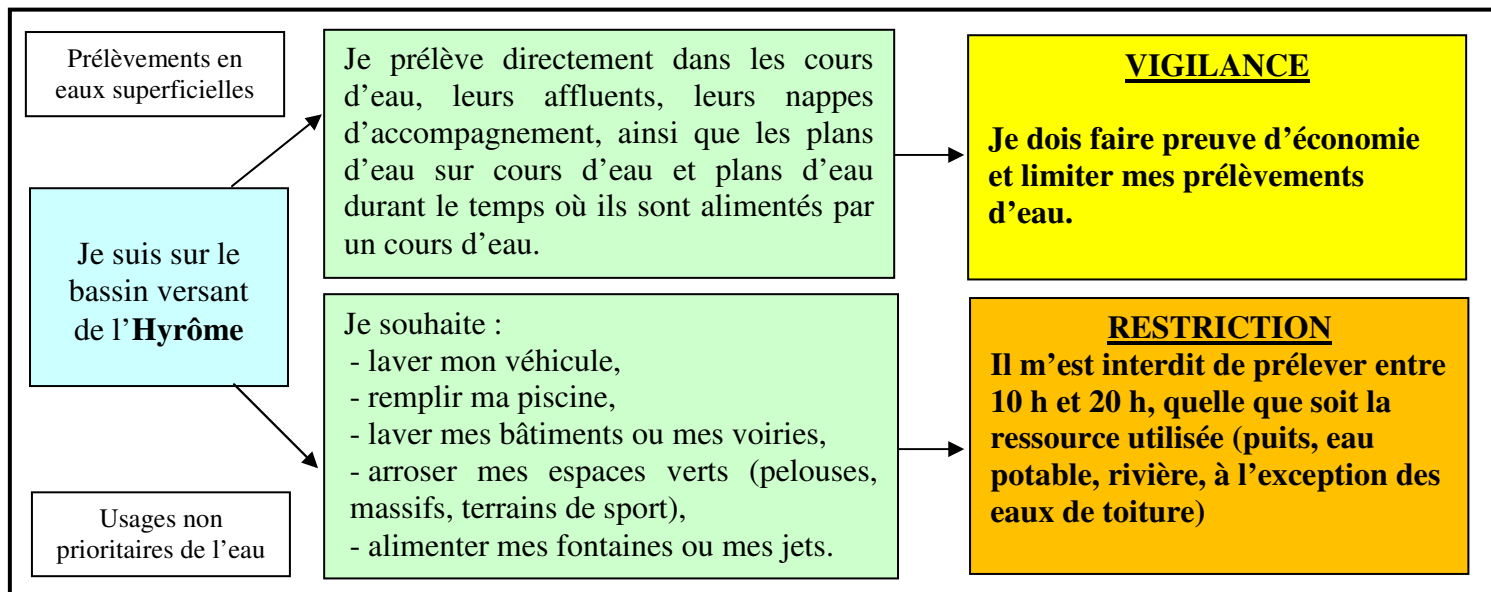 Prélèvements en
eaux superficielles
Je suis sur le
bassin versant
de l’Hyrôme
Usages non
prioritaires de l’eau
Je prélève directement dans les cours
d’eau, leurs affluents, leurs nappes
d’accompagnement, ainsi que les plans
d’eau sur cours d’eau et plans d’eau
durant le temps où ils sont alimentés par
un cours d’eau.
VIGILANCE
Je dois faire preuve d’économie
et limiter mes prélèvements
d’eau.
Je souhaite :
- laver mon véhicule,
- remplir ma piscine,
- laver mes bâtiments ou mes voiries,
- arroser mes espaces verts (pelouses,
massifs, terrains de sport),
- alimenter mes fontaines ou mes jets.
RESTRICTION
Il m’est interdit de prélever entre
10 h et 20 h, quelle que soit la
ressource utilisée (puits, eau
potable, rivière, à l’exception des
eaux de toiture)